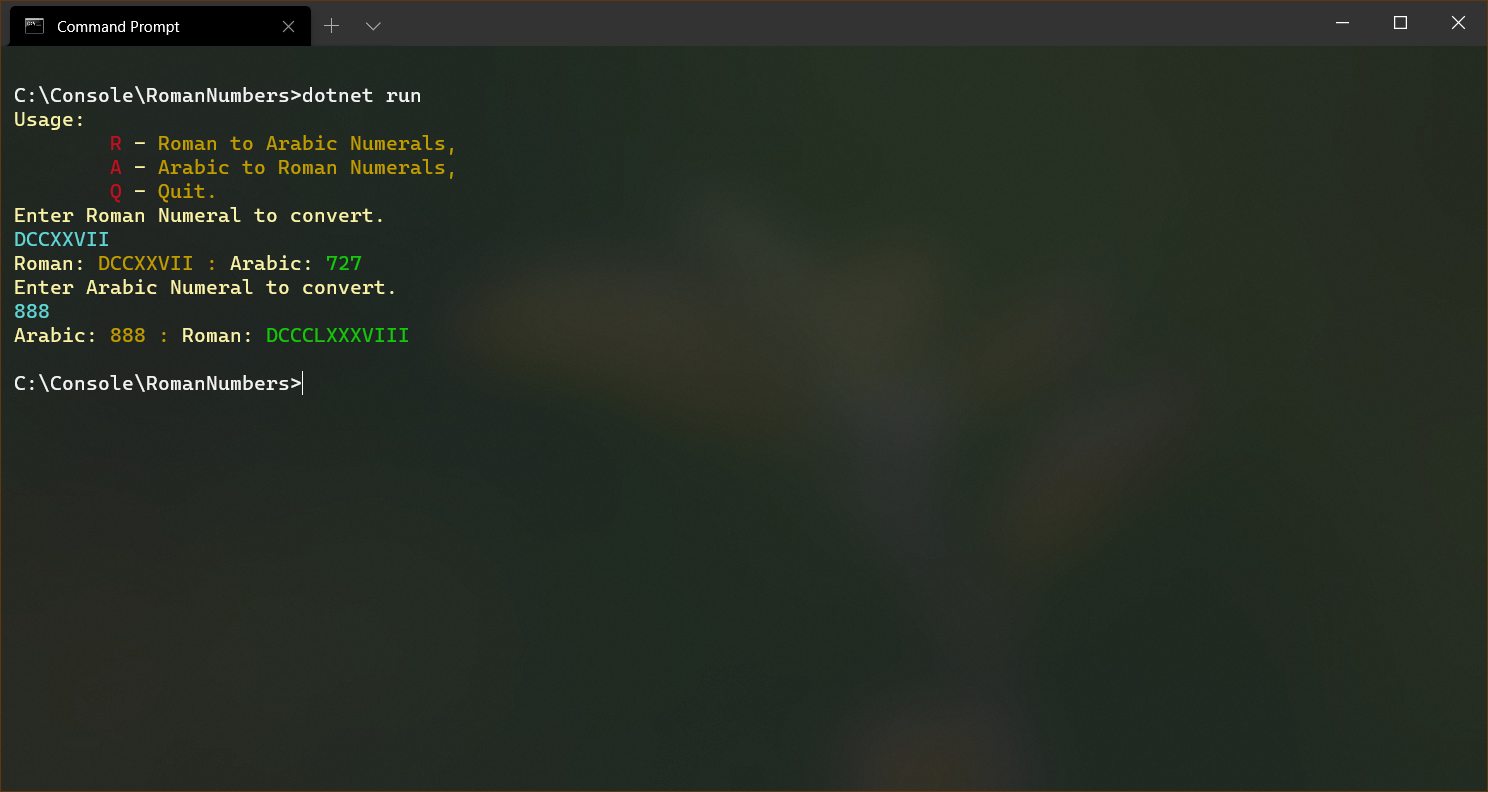 Command Prompt
C:\Console\RomanNumbers>dotnet run
Usage:
R - Roman to Arabic Numerals,
A - Arabic to Roman Numerals,
Q - Quit.
Enter Roman Numeral to convert.
DCCXXVII
Roman: DCCXXVII : Arabic: 727
Enter Arabic Numeral to convert.
888
Arabic: 888 : Roman: DCCCLXXXVIII
C:\Console\RomanNumbers>